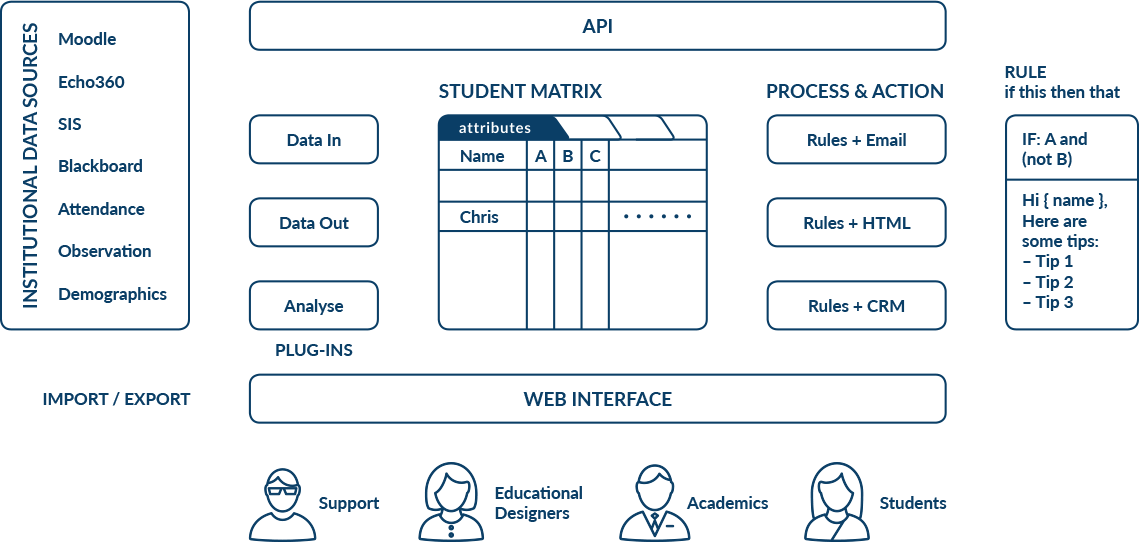 INSTITUTIONAL DATA SOURCES
Moodle
Echo360
SIS
Blackboard
Attendance
Observation
Demographics
IMPORT / EXPORT
API
Data In
Data Out
Analyse
PLUG-INS
STUDENT MATRIX
attributes
Name A B C
Chris ․․․․․․
PROCESS & ACTION
Rules + Email
Rules + HTML
Rules + CRM
RULE
if this then that
IF: A and
(not B)
Hi { name },
Here are
some tips:
– Tip 1
– Tip 2
– Tip 3
WEB INTERFACE
Support
Educational
Designers
Academics
Students